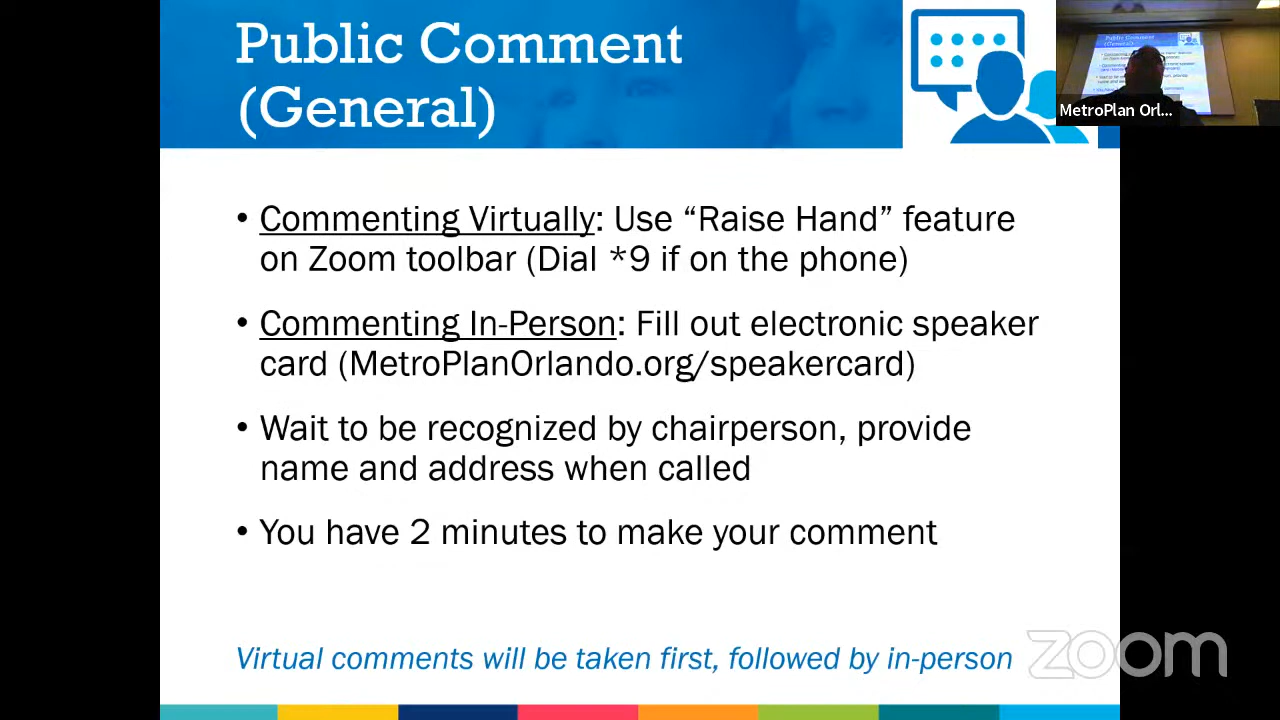 Public Comment
(General)
MetroPlan Orl...
• Commenting Virtually: Use “Raise Hand” feature
on Zoom toolbar (Dial *9 if on the phone)
• Commenting In-Person: Fill out electronic speaker
card (MetroPlanOrlando.org/speakercard)
• Wait to be recognized by chairperson, provide
name and address when called
• You have 2 minutes to make your comment
Virtual comments will be taken first, followed by in-person
zoom